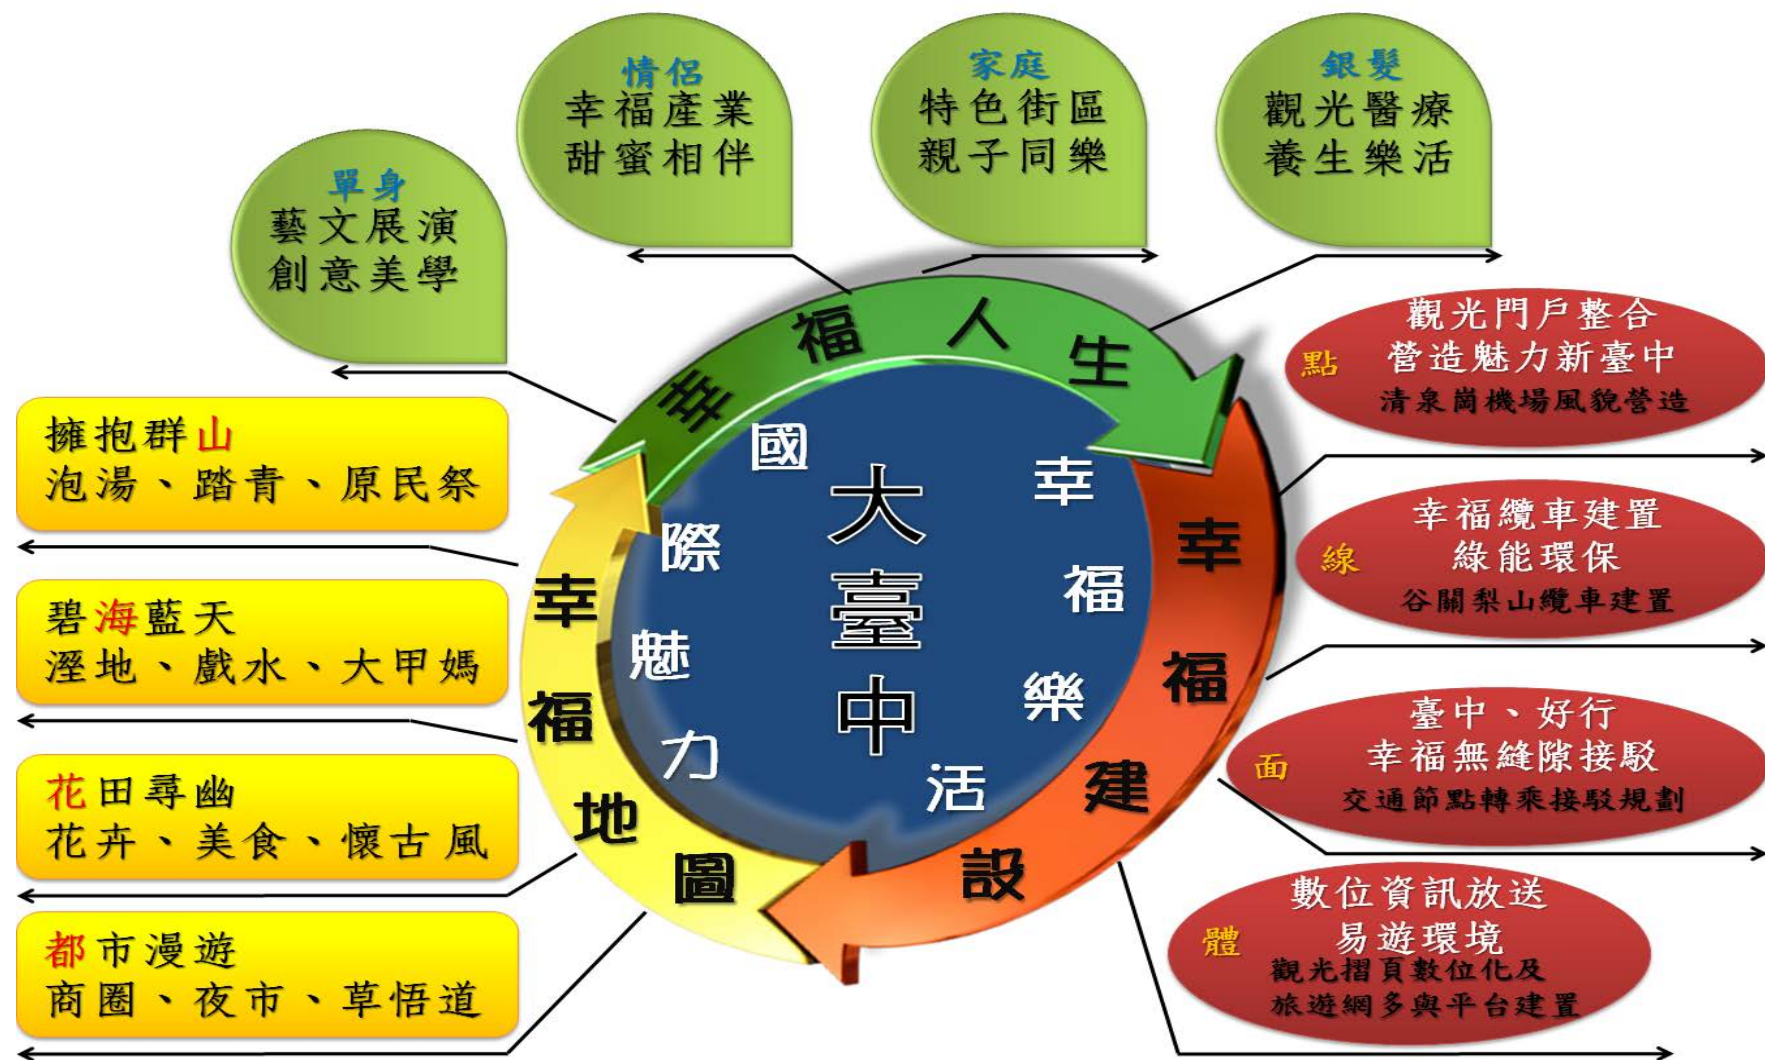 情侶
幸福產業
甜蜜相伴
家庭
特色街區
親子同樂
銀髮
觀光醫療
養生樂活
單身
藝文展演
創意美學
幸福人生
觀光門戶整合
點
營造魅力新臺中
清泉崗機場風貌營造
擁抱群山
泡湯、踏青、原民祭
國際魅力
大臺中
幸福樂活
幸福建設
幸福地圖
幸福纜車建置
線
綠能環保
谷關梨山纜車建置
碧海藍天
溼地、戲水、大甲媽
臺中、好行
面
幸福無縫隙接駁
交通節點轉乘接駁規劃
花田尋幽
花卉、美食、懷古風
數位資訊放送
體
易遊環境
觀光摺頁數位化及
旅遊網多與平台建置
都市漫遊
商圈、夜市、草悟道